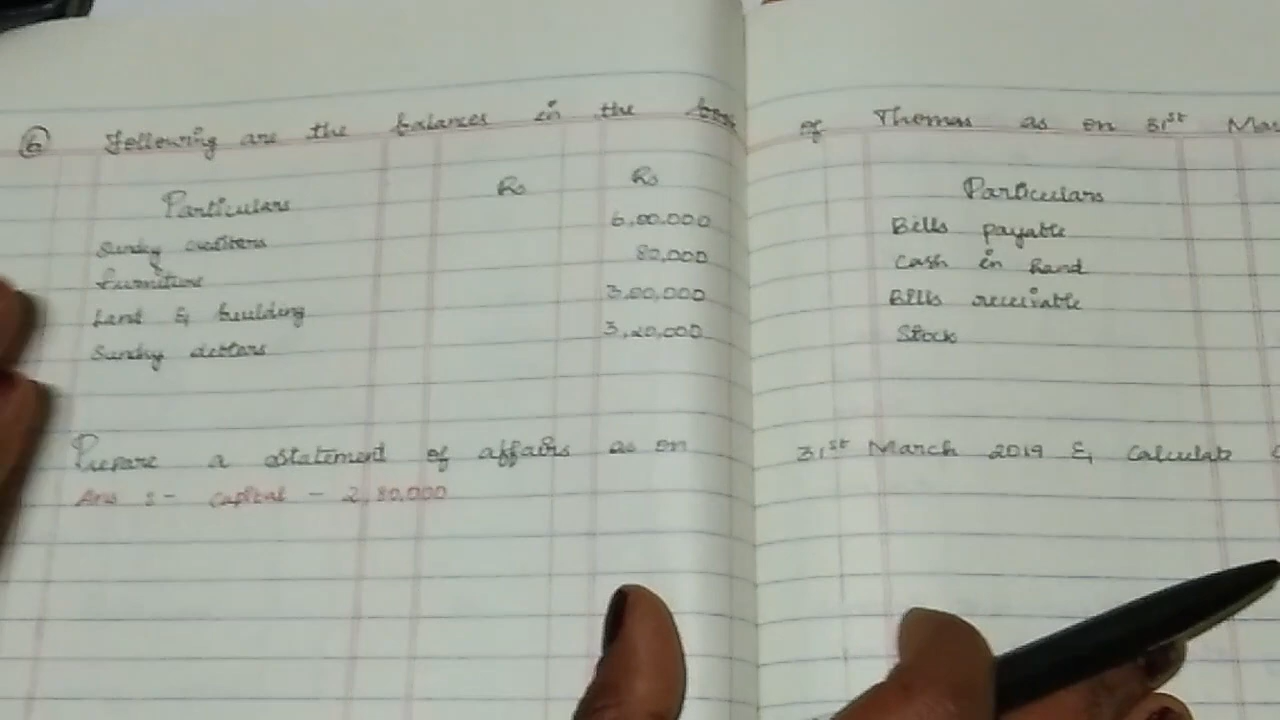 6 Following are the balances in the books of Thomas as on 31st
Particulars Rs Rs Particulars
Sundry creditors 6,00,000 Bills payable
Furniture 80,000 Cash in hand
Land & building 3,00,000 Bills receivable
Sundry debtors 3,20,000 Stock
Prepare a statement of affairs as on 31st March 2019 & calculate
Ans :- capital - 2,80,000